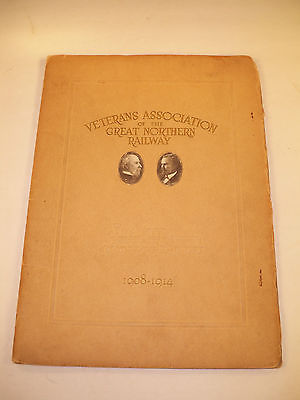 VETERANS ASSOCIATION
OF THE
GREAT NORTHERN
RAILWAY
1908-1914